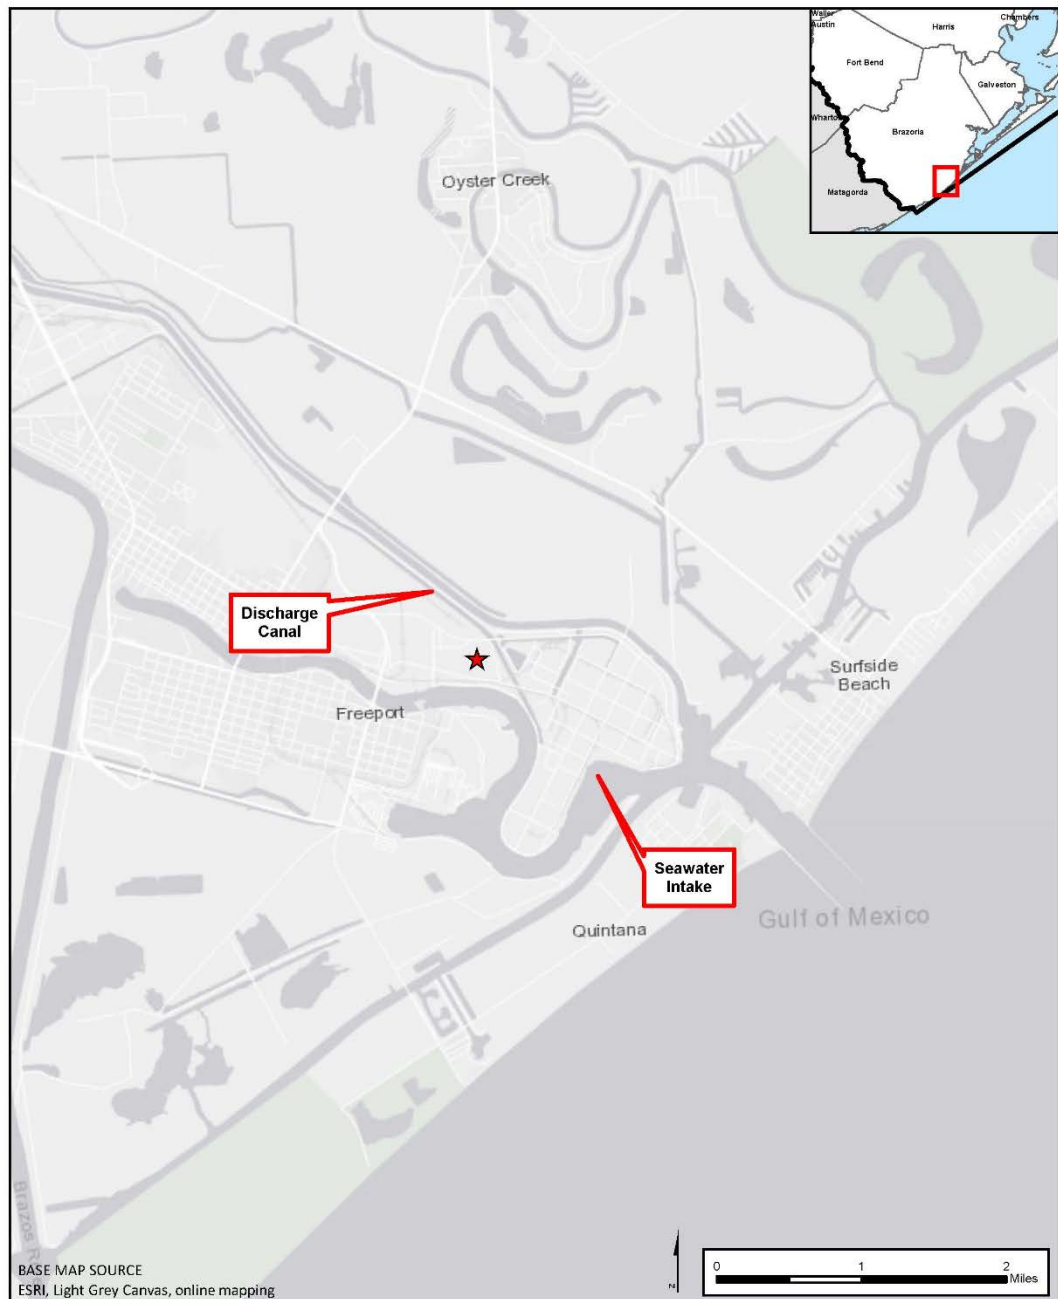 Waller
Austin
Harris
Chambers
Fort Bend
Galveston
Wharton
Brazoria
Matagorda
Oyster Creek
Discharge
Canal
Surfside
Beach
Freeport
Seawater
Intake
Gulf of Mexico
Quintana
Brazos
BASE MAP SOURCE
ESRI, Light Grey Canvas, online mapping
N
0 1 2
Miles